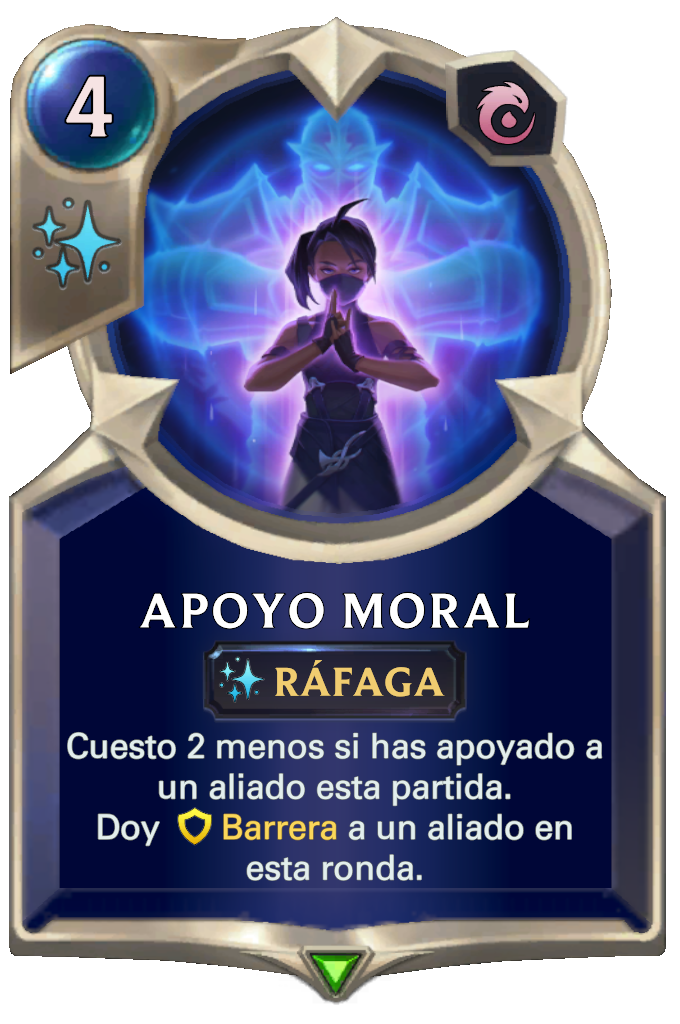 4
APOYO MORAL
RÁFAGA
Cuesto 2 menos si has apoyado a
un aliado esta partida.
Doy Barrera a un aliado en
esta ronda.